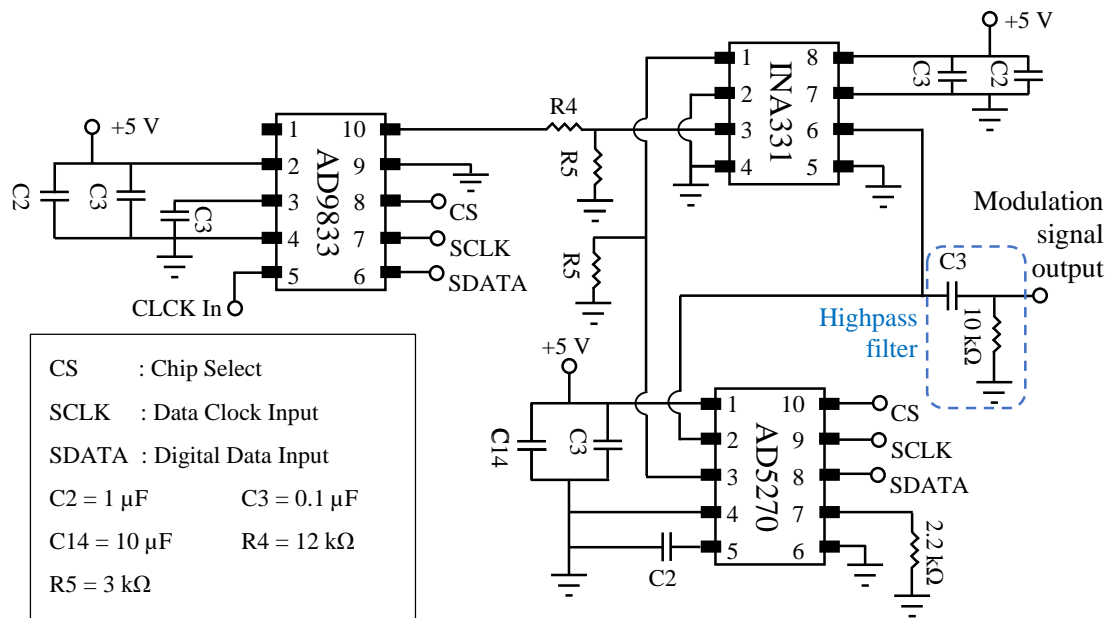 +5 V
C2
C3
C3
1
2
3
4
5
AD9833
10
9
8
7
6
CS
SCLK
SDATA
CLCK In
R4
R5
R5
1
2
3
4
INA331
8
7
6
5
+5 V
C3
C2
Modulation
signal
output
C3
10 kΩ
Highpass
filter
+5 V
C14
C3
C2
1
2
3
4
5
AD5270
10
9
8
7
6
CS
SCLK
SDATA
2.2 kΩ
CS : Chip Select
SCLK : Data Clock Input
SDATA : Digital Data Input
C2 = 1 µF C3 = 0.1 µF
C14 = 10 µF R4 = 12 kΩ
R5 = 3 kΩ